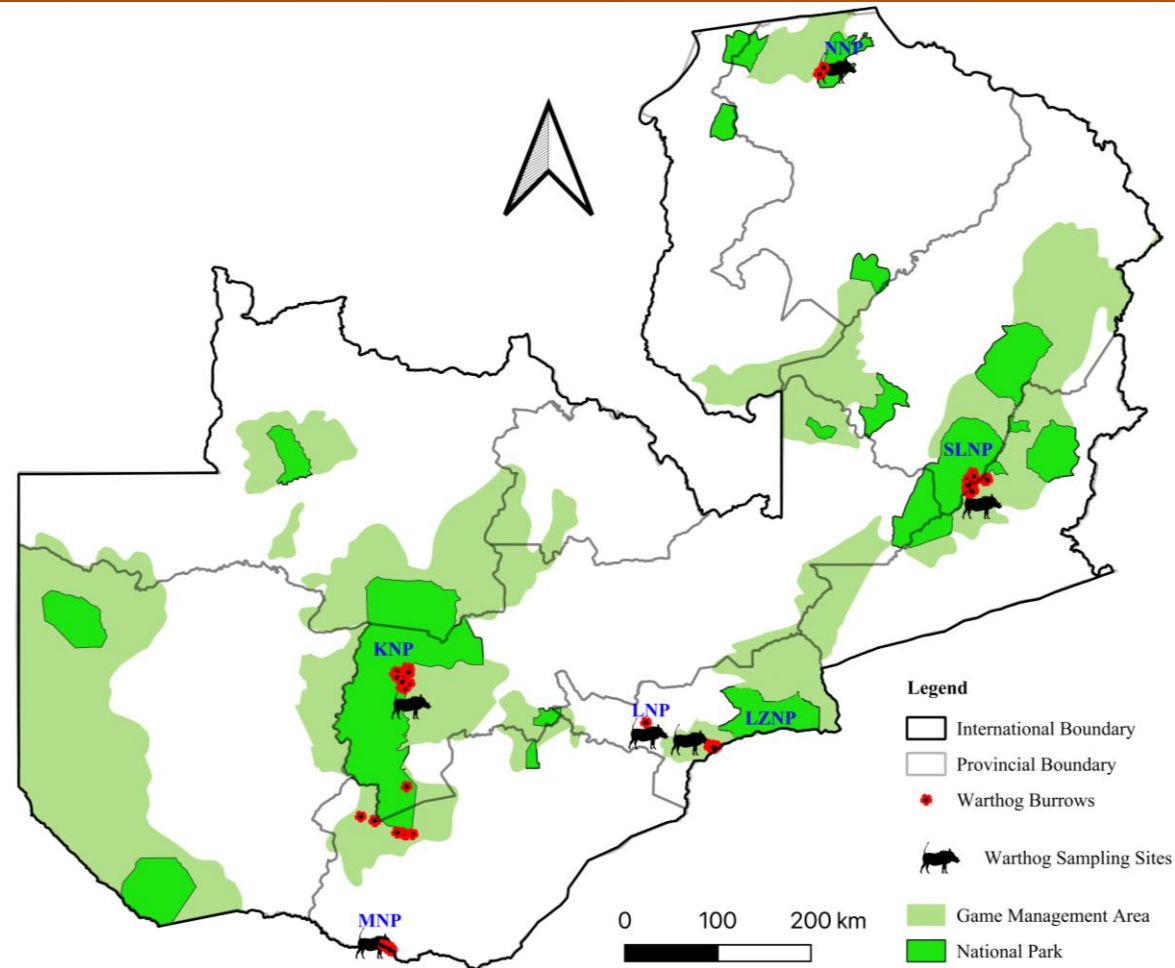 NNP
SLNP
KNP
LNP
LZNP
MNP
0 100 200 km
Legend
International Boundary
Provincial Boundary
Warthog Burrows
Warthog Sampling Sites
Game Management Area
National Park